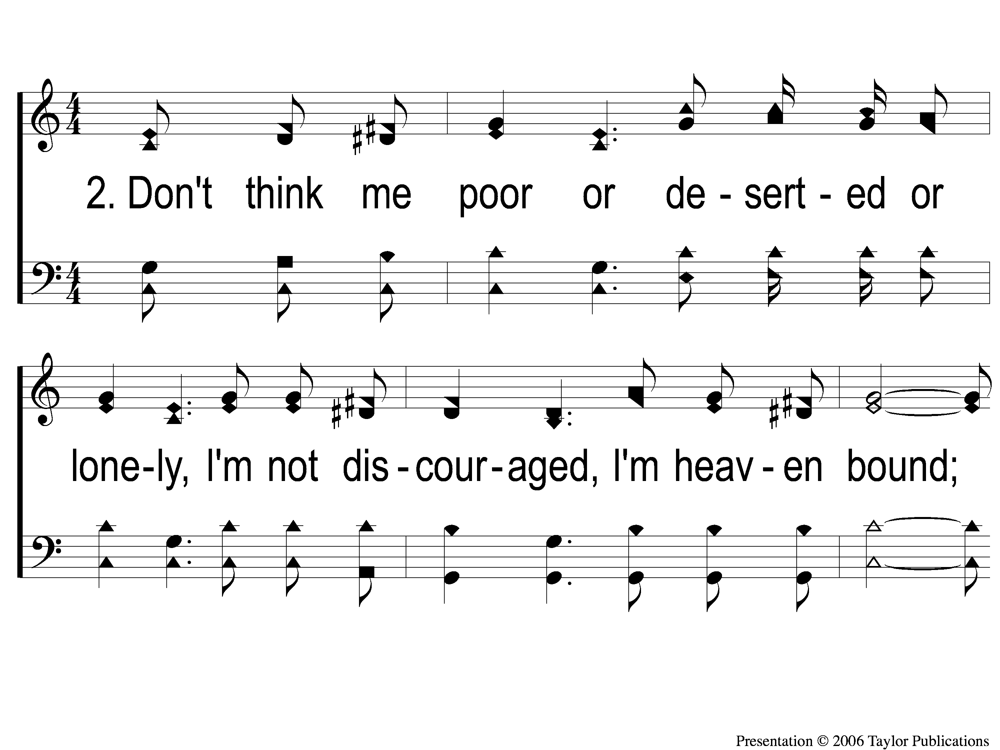 2. Don't think me poor or de - sert - ed or
lone-ly, I'm not dis - cour - aged, I'm heav - en bound;
Presentation © 2006 Taylor Publications